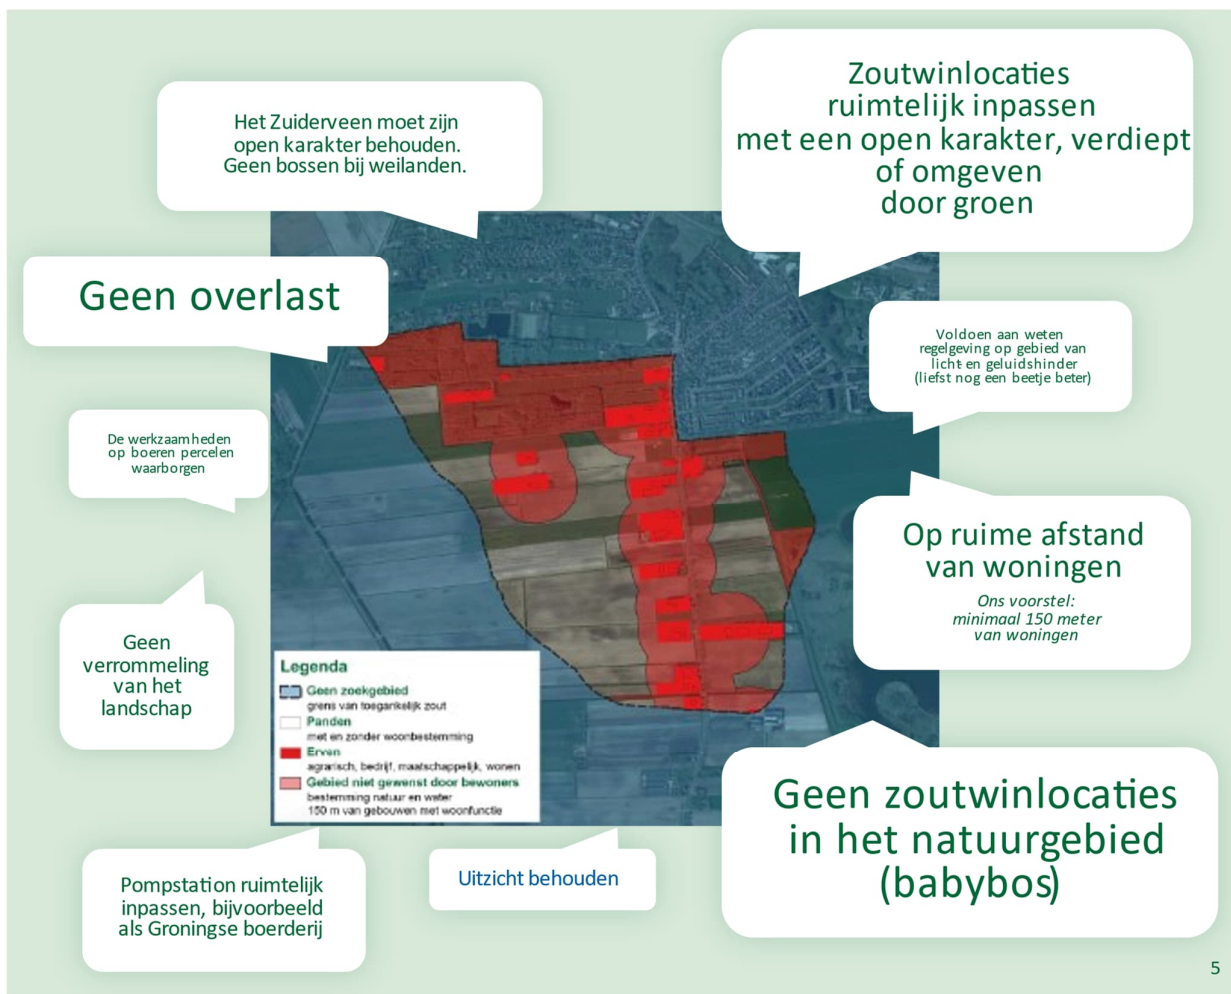 Zoutwinlocaties
ruimtelijk inpassen
met een open karakter, verdiept
of omgeven
door groen
Het Zuiderveen moet zijn
open karakter behouden.
Geen bossen bij weilanden.
Geen overlast
Voldoen aan weten
regelgeving op gebied van
licht- en geluidshinder
(liefst nog een beetje beter)
De werkzaamheden
op boeren percelen
waarborgen
Op ruime afstand
van woningen
Ons voorstel:
minimaal 150 meter
van woningen
Geen
verrommeling
van het
landschap
Legenda
Geen zoekgebied
grens van toegankelijk zout
Panden
met en zonder woonbestemming
Erven
agrarisch, bedrijf, maatschappelijk, wonen
Gebied niet gewenst door bewoners
bestemming natuur en water
150 m van gebouwen met woonfunctie
Geen zoutwinlocaties
in het natuurgebied
(babybos)
Pompstation ruimtelijk
inpassen, bijvoorbeeld
als Groningse boerderij
Uitzicht behouden
5